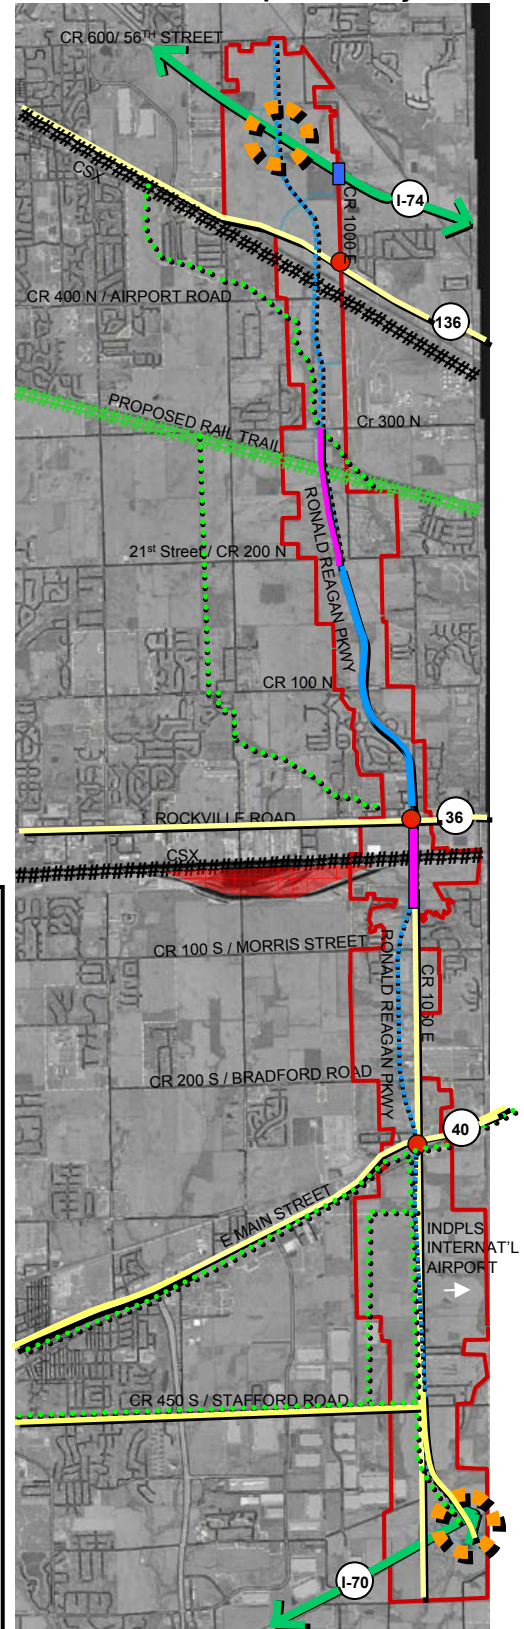 CR 600/ 56TH STREET
CSX
I-74
CR 1000 E
136
CR 400 N / AIRPORT ROAD
PROPOSED RAIL TRAIL
Cr 300 N
RONALD REAGAN PKWY
21st Street / CR 200 N
CR 100 N
ROCKVILLE ROAD
36
CSX
CR 100 S / MORRIS STREET
RONALD REAGAN PKWY
CR 1050 E
CR 200 S / BRADFORD ROAD
40
E MAIN STREET
INDPLS
INTERNAT'L
AIRPORT
CR 450 S / STAFFORD ROAD
I-70